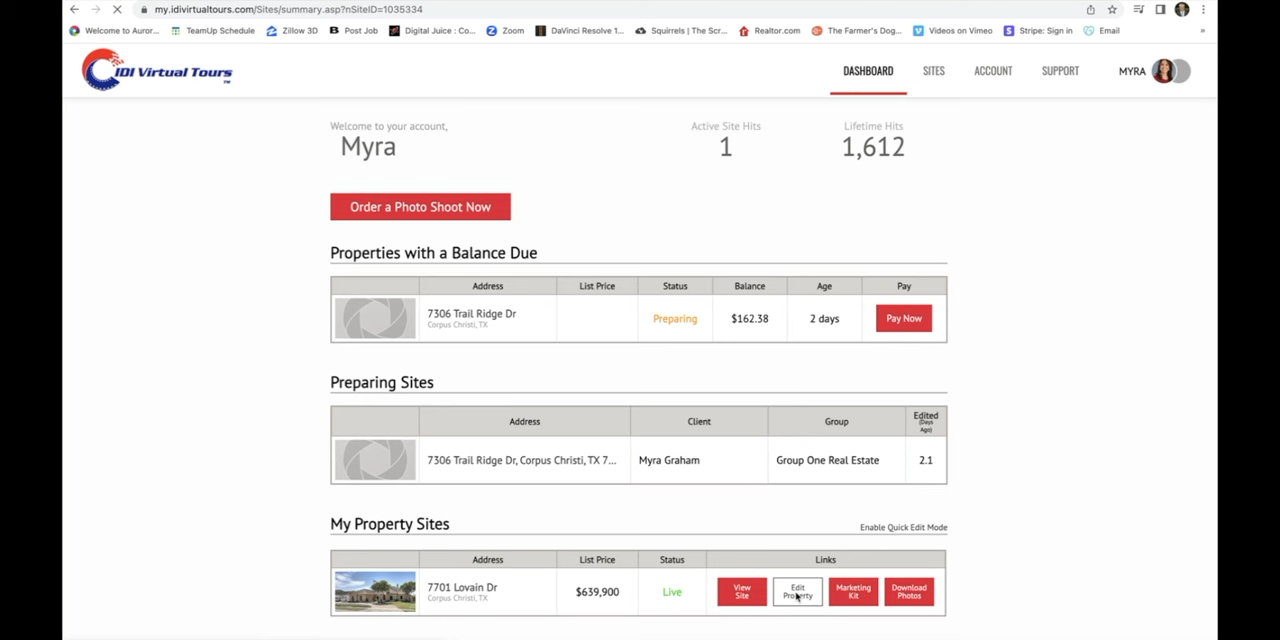 my.idivirtualtours.com/Sites/summary.asp?nSiteID=1035334
Welcome to Auror... TeamUp Schedule Zillow 3D Post Job Digital Juice : Co... Zoom DaVinci Resolve 1... Squirrels | The Scr... Realtor.com The Farmer's Dog... Videos on Vimeo Stripe: Sign in Email »
IDI Virtual Tours ™ DASHBOARD SITES ACCOUNT SUPPORT MYRA
Welcome to your account, Active Site Hits Lifetime Hits
Myra 1 1,612
Order a Photo Shoot Now
Properties with a Balance Due
Address List Price Status Balance Age Pay
7306 Trail Ridge Dr Preparing $162.38 2 days Pay Now
Corpus Christi, TX
Preparing Sites
Address Client Group Edited
(Days
Ago)
7306 Trail Ridge Dr, Corpus Christi, TX 7... Myra Graham Group One Real Estate 2.1
My Property Sites Enable Quick Edit Mode
Address List Price Status Links
7701 Lovain Dr $639,900 Live View Edit Marketing Download
Corpus Christi, TX Site Property Kit Photos